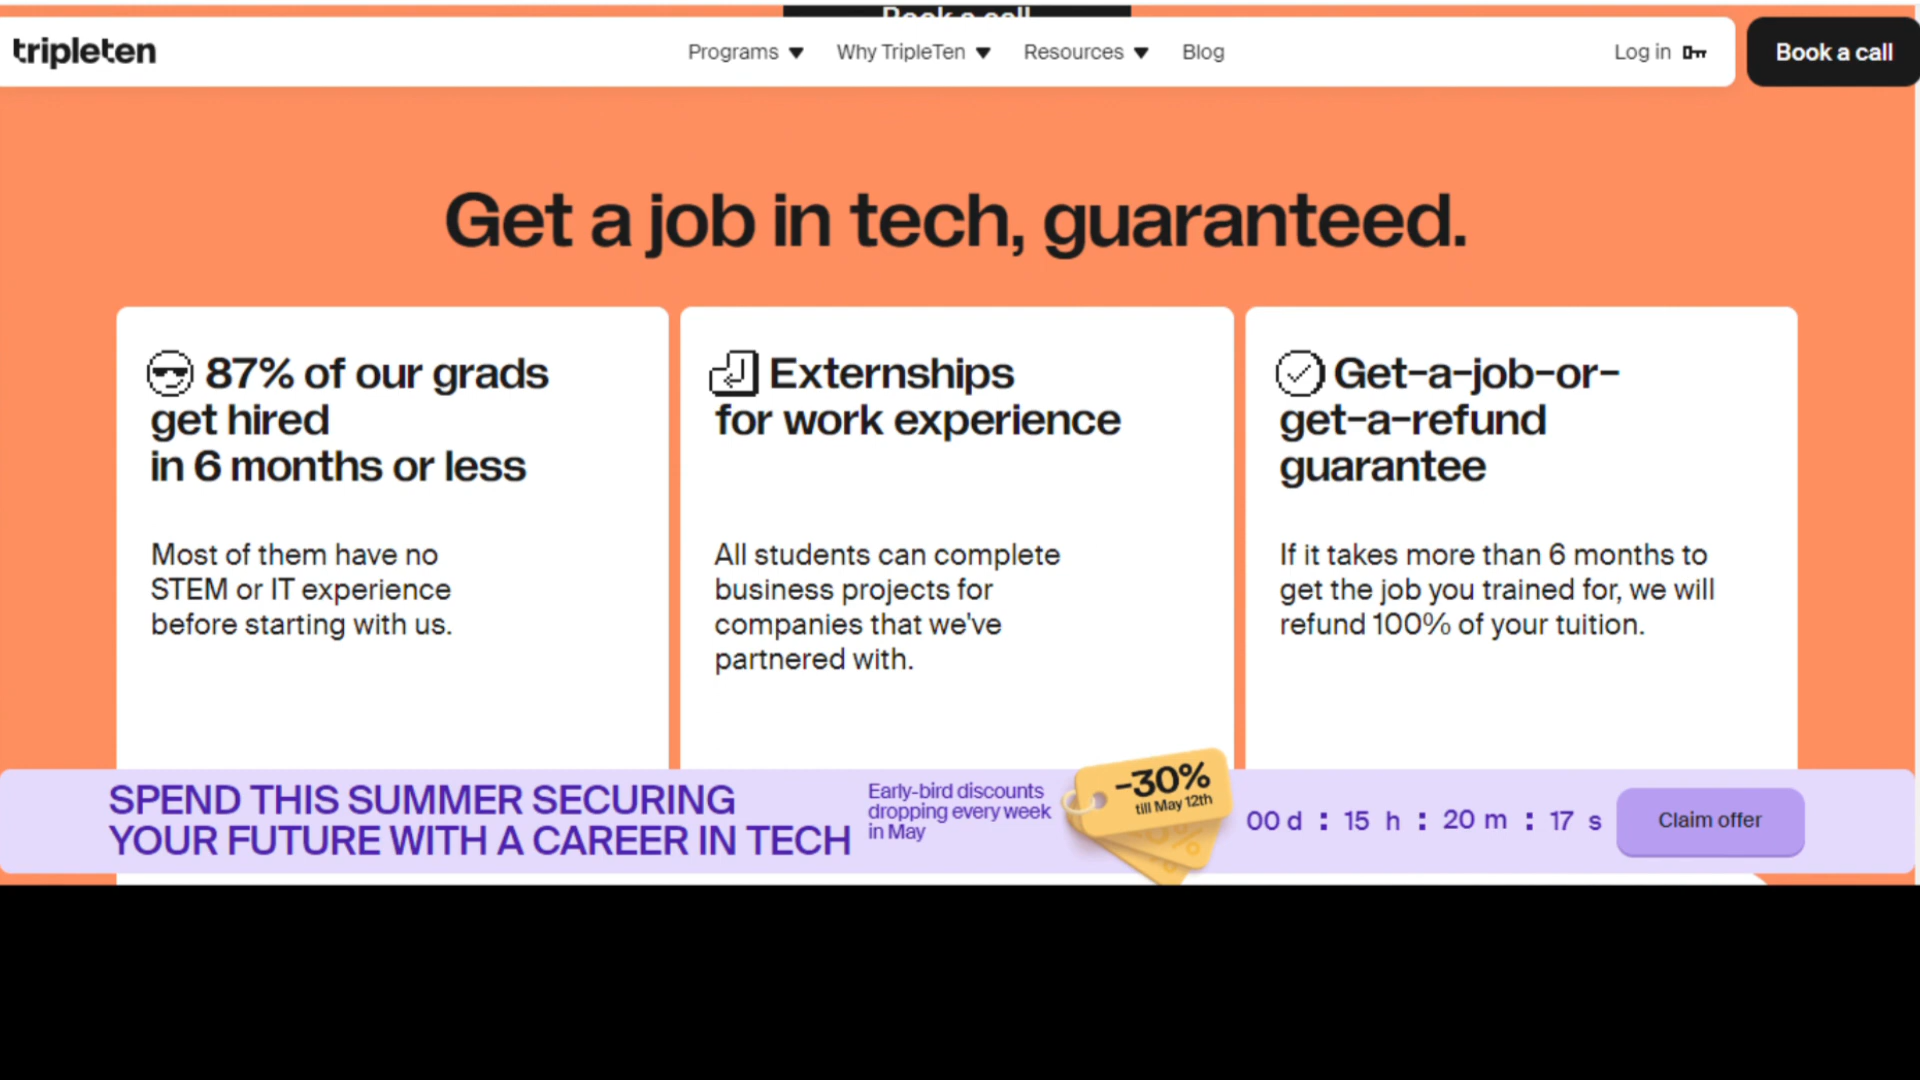 Book a call
tripleten
Programs
Why TripleTen
Resources
Blog
Log in
Book a call
Get a job in tech, guaranteed.
87% of our grads
get hired
in 6 months or less
Most of them have no
STEM or IT experience
before starting with us.
Externships
for work experience
All students can complete
business projects for
companies that we've
partnered with.
Get-a-job-or-
get-a-refund
guarantee
If it takes more than 6 months to
get the job you trained for, we will
refund 100% of your tuition.
SPEND THIS SUMMER SECURING
YOUR FUTURE WITH A CAREER IN TECH
Early-bird discounts
dropping every week
in May
-30%
till May 12th
00 d : 15 h : 20 m : 17 s
Claim offer